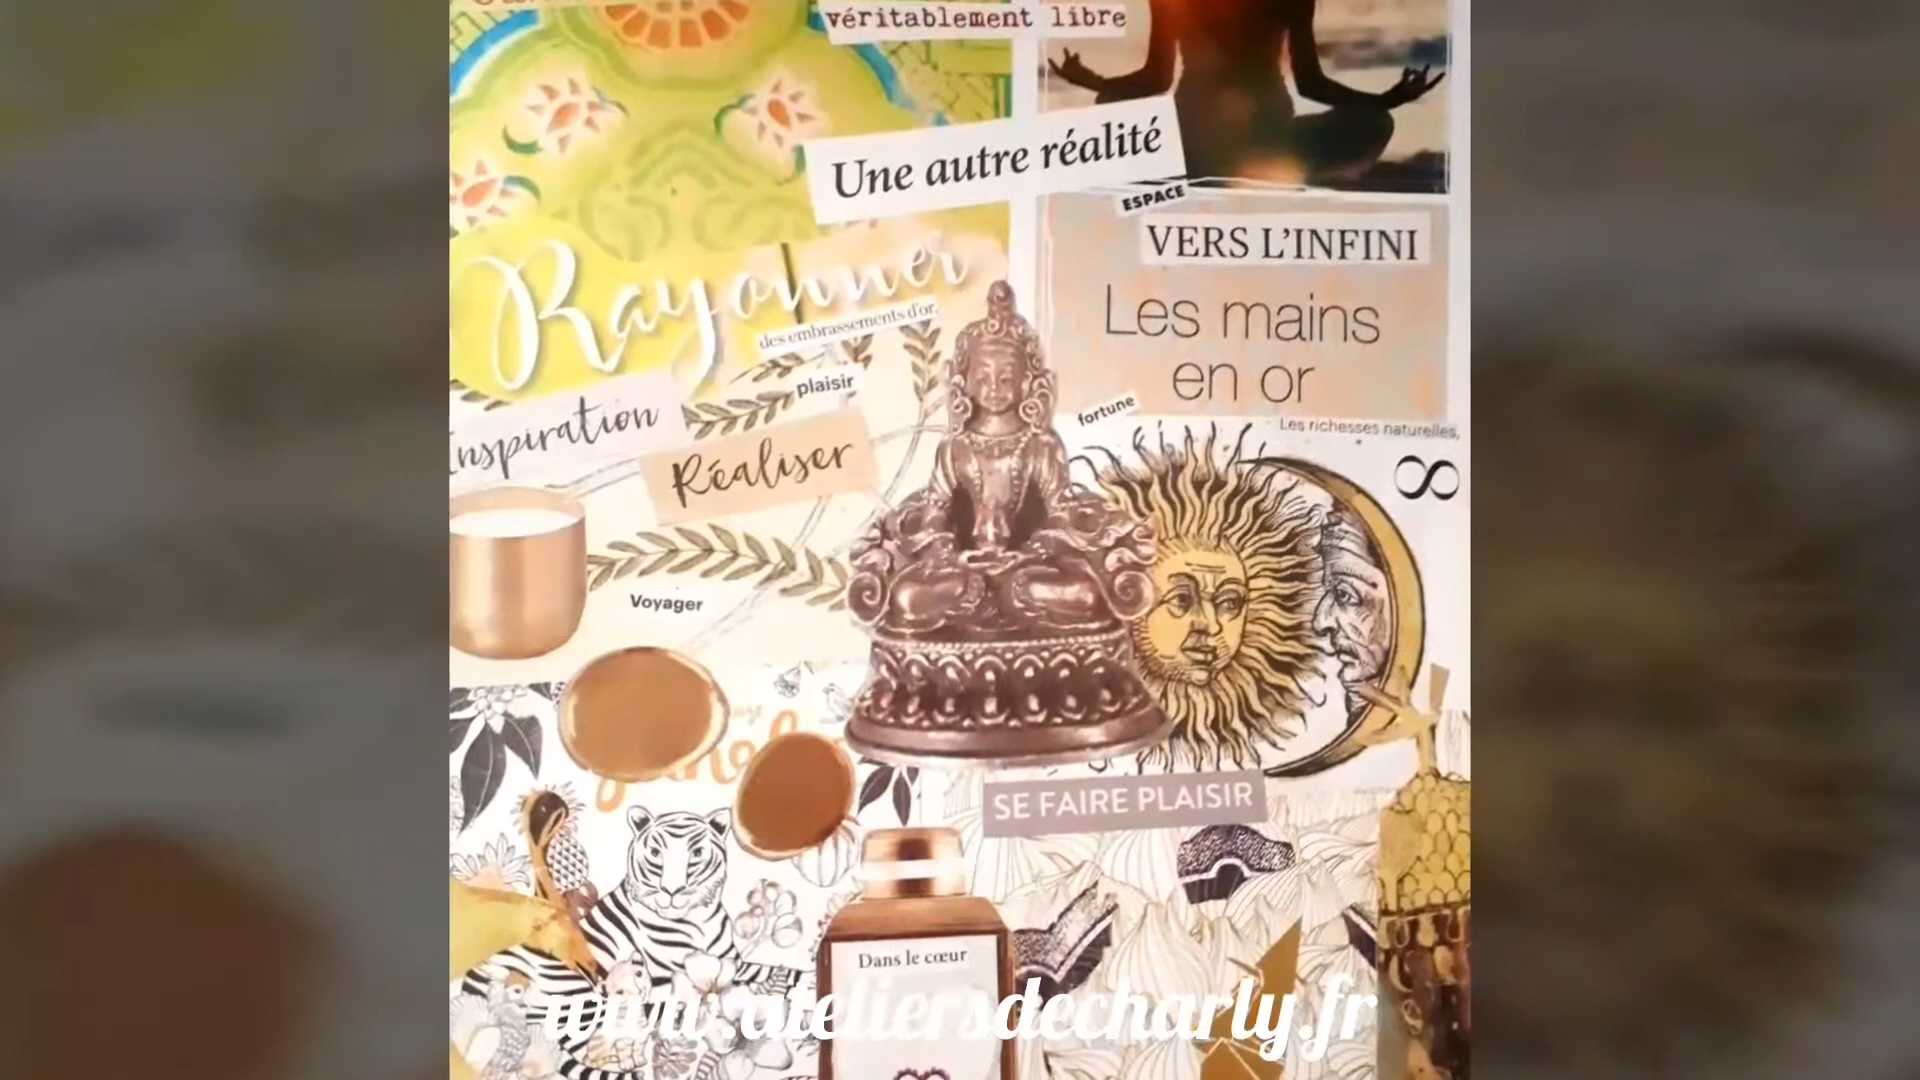 véritablement libre
Une autre réalité
ESPACE
VERS L'INFINI
Rayonner
des embrassements d'or.
Les mains
en or
plaisir
fortune
Inspiration
Les richesses naturelles,
Réaliser
8
Voyager
SE FAIRE PLAISIR
Dans le cœur
www.ateliersdecharly.fr